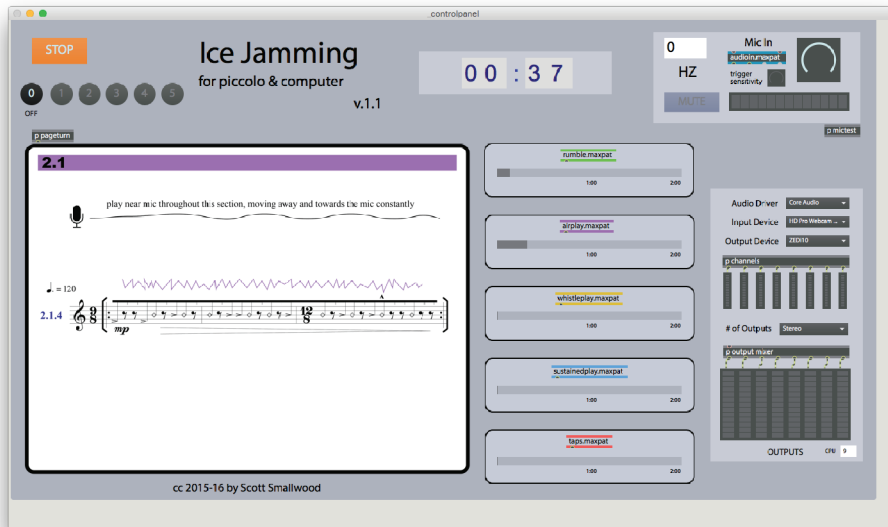 _controlpanel
STOP
Ice Jamming
for piccolo & computer
v.1.1
0 1 2 3 4 5
OFF
00 : 37
0
HZ
Mic In
audioin.maxpat
trigger
sensitivity
MUTE
p mictest
p pageturn
2.1
play near mic throughout this section, moving away and towards the mic constantly
♩. = 120
2.1.4
9
8
12
8
mp
rumble.maxpat
1:00 2:00
airplay.maxpat
1:00 2:00
whistleplay.maxpat
1:00 2:00
sustainedplay.maxpat
1:00 2:00
taps.maxpat
1:00 2:00
Audio Driver Core Audio
Input Device HD Pro Webcam ...
Output Device ZEDi10
p channels
# of Outputs Stereo
p output mixer
OUTPUTS CPU 9
cc 2015-16 by Scott Smallwood